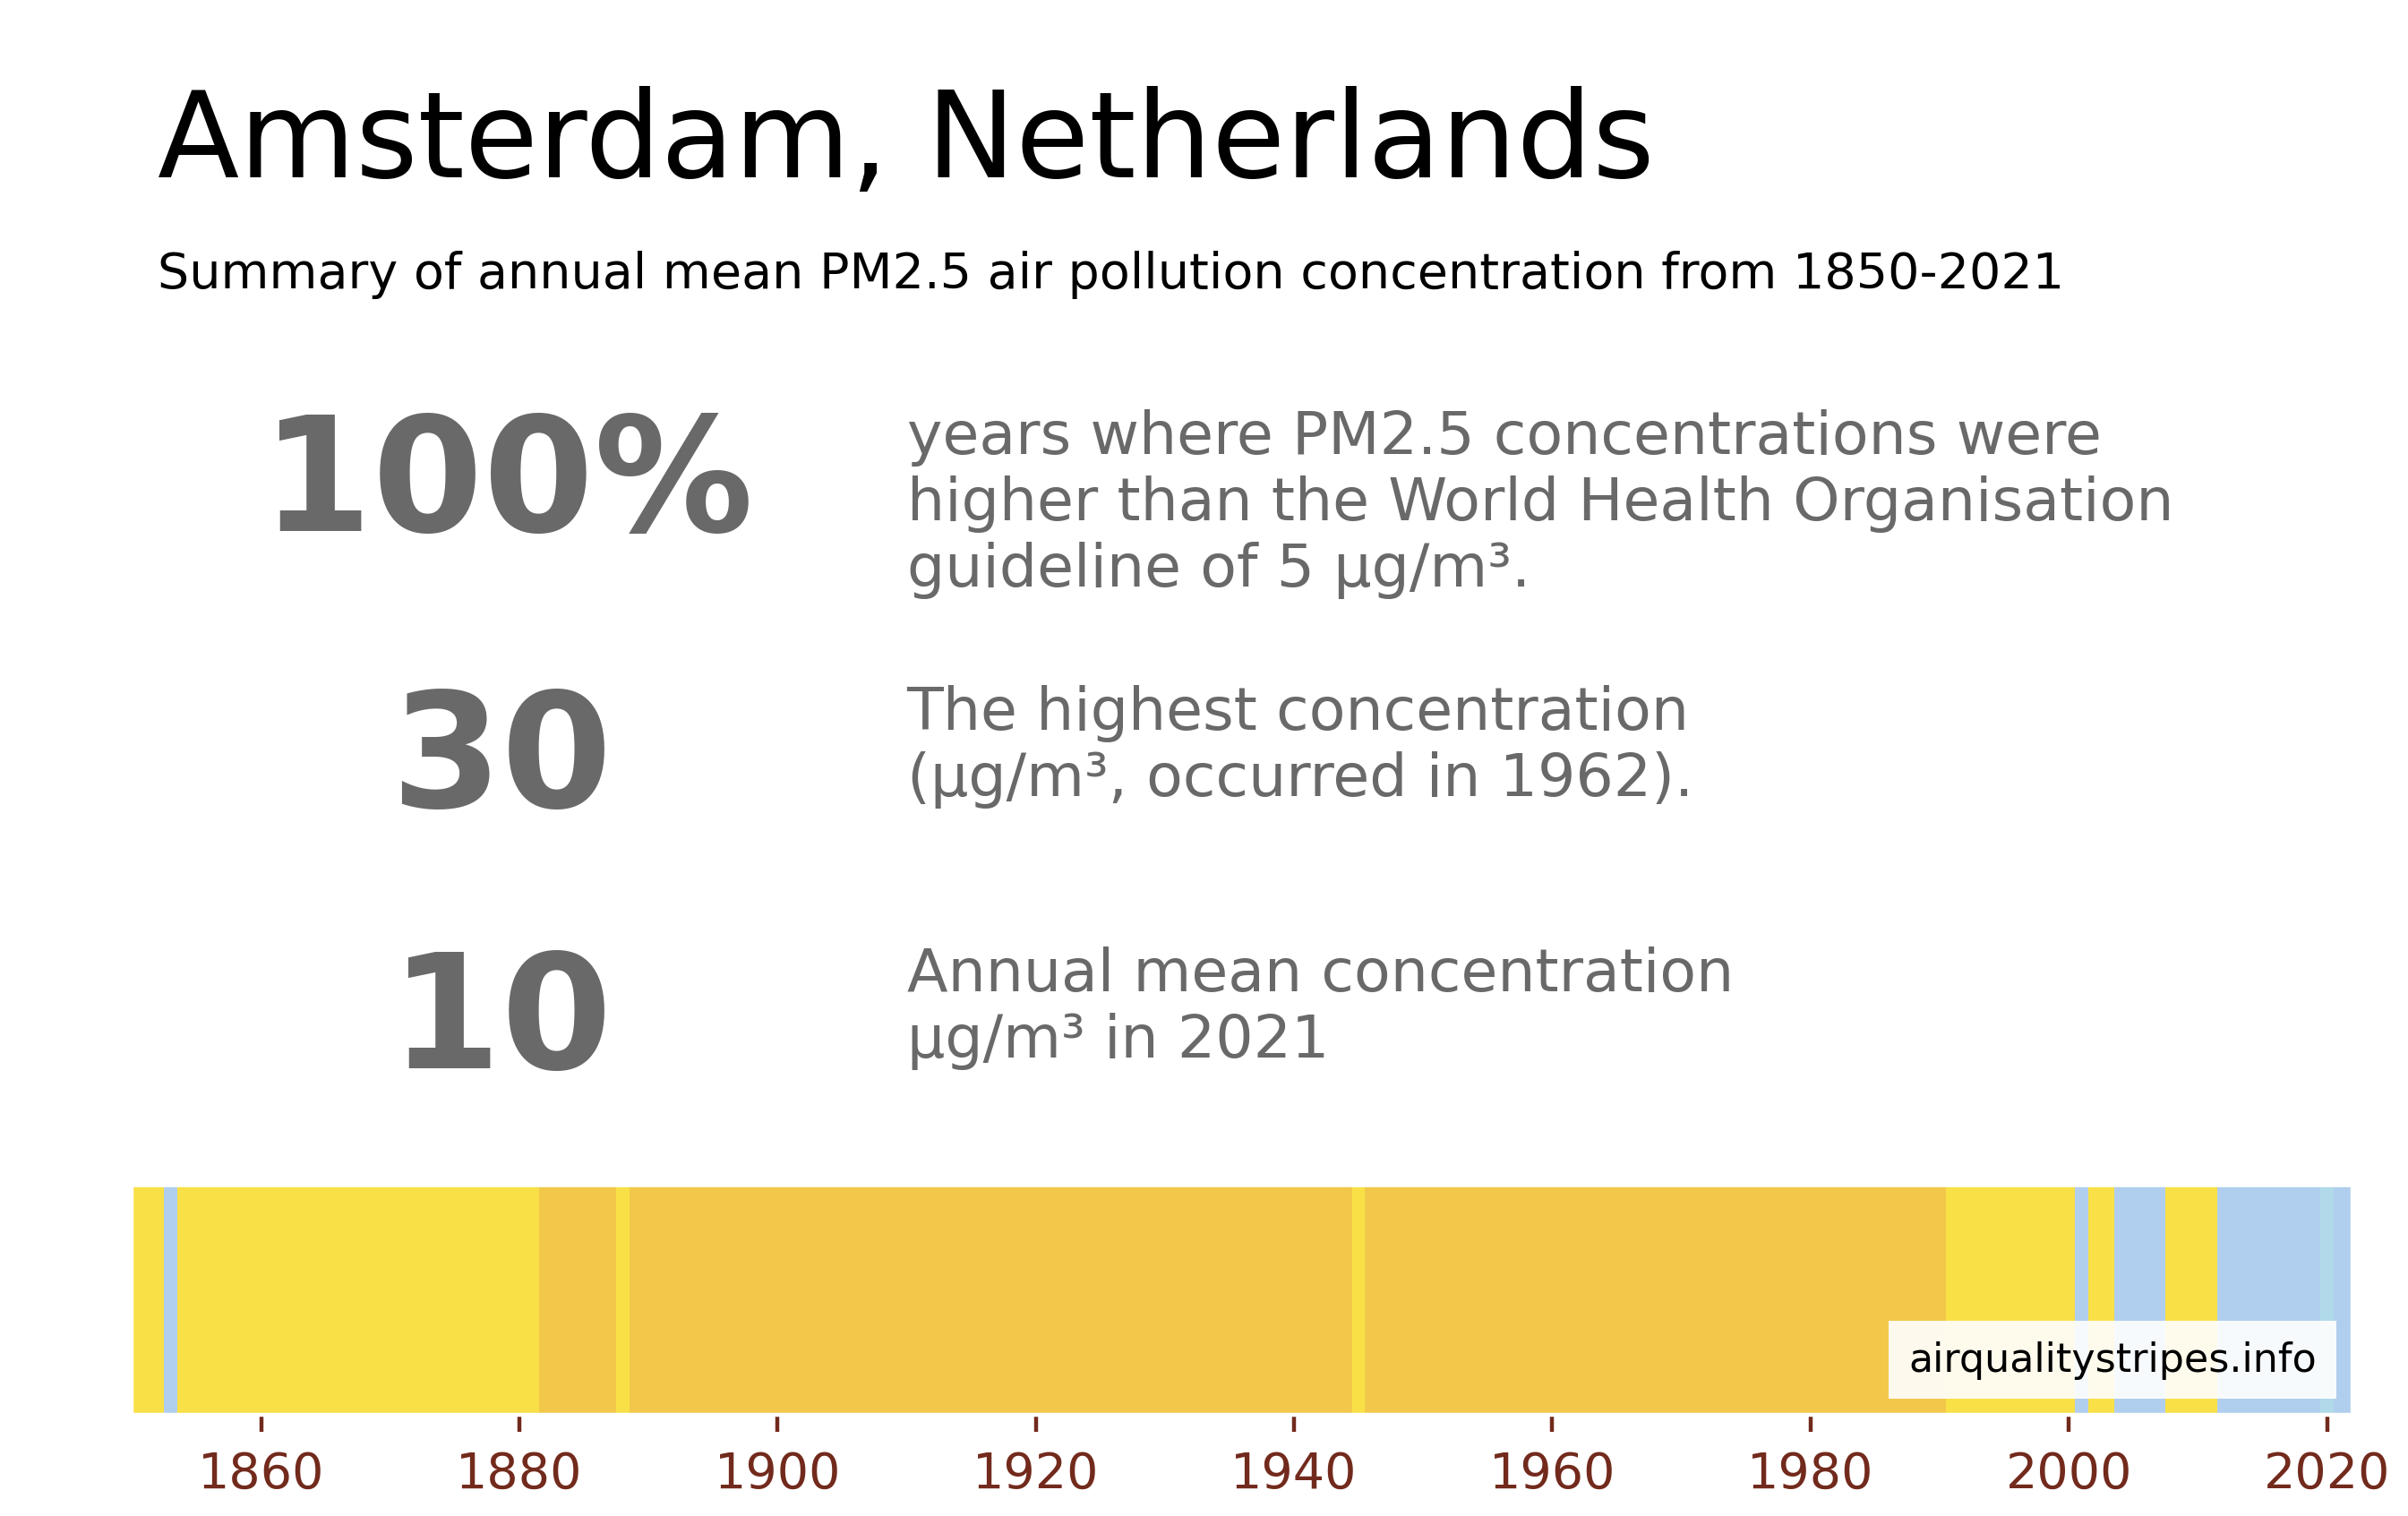 Amsterdam, Netherlands
Summary of annual mean PM2.5 air pollution concentration from 1850-2021
100%
years where PM2.5 concentrations were
higher than the World Health Organisation
guideline of 5 µg/m³.
30
The highest concentration
(µg/m³, occurred in 1962).
10
Annual mean concentration
µg/m³ in 2021
airqualitystripes.info
1860 1880 1900 1920 1940 1960 1980 2000 2020